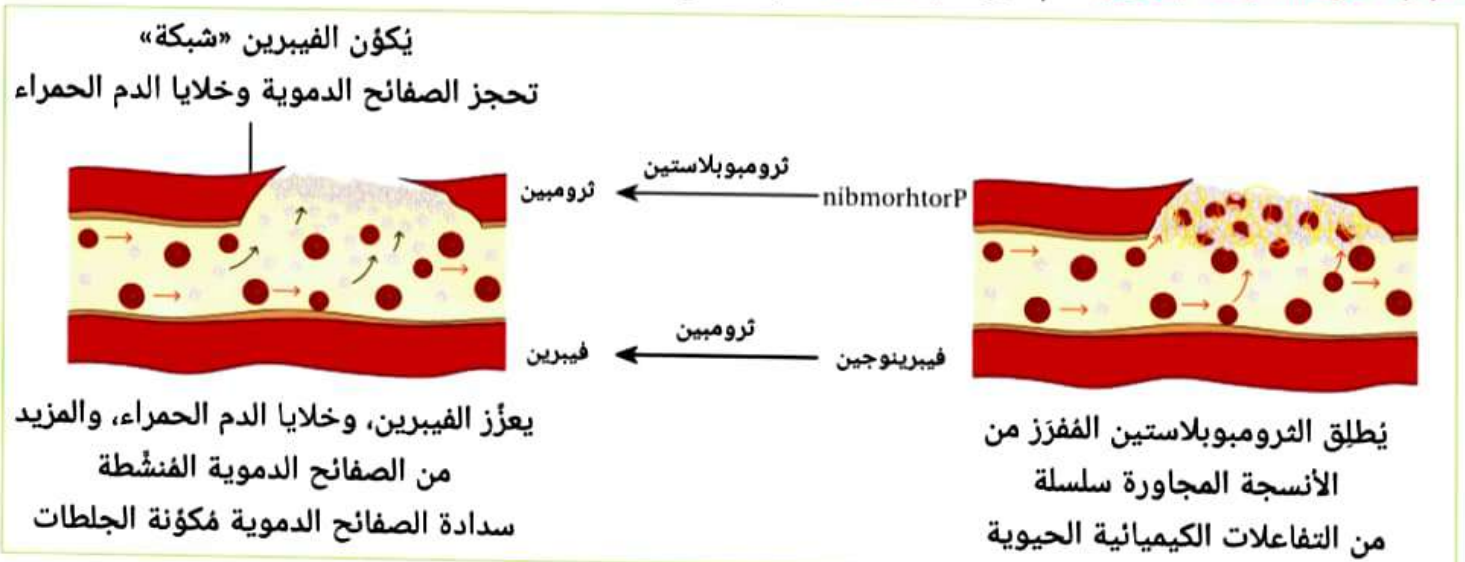 يُكوِّن الفيبرين «شبكة»
تحجز الصفائح الدموية وخلايا الدم الحمراء
ثرومبوبلاستين
nibmorhtorP
ثرومبين
ثرومبين
فيبرينوجين
فيبرين
يُطلِق الثرومبوبلاستين المُفرَز من
الأنسجة المجاورة سلسلة
من التفاعلات الكيميائية الحيوية
يعزِّز الفيبرين، وخلايا الدم الحمراء، والمزيد
من الصفائح الدموية المُنشَّطة
سدادة الصفائح الدموية مُكوِّنة الجلطات